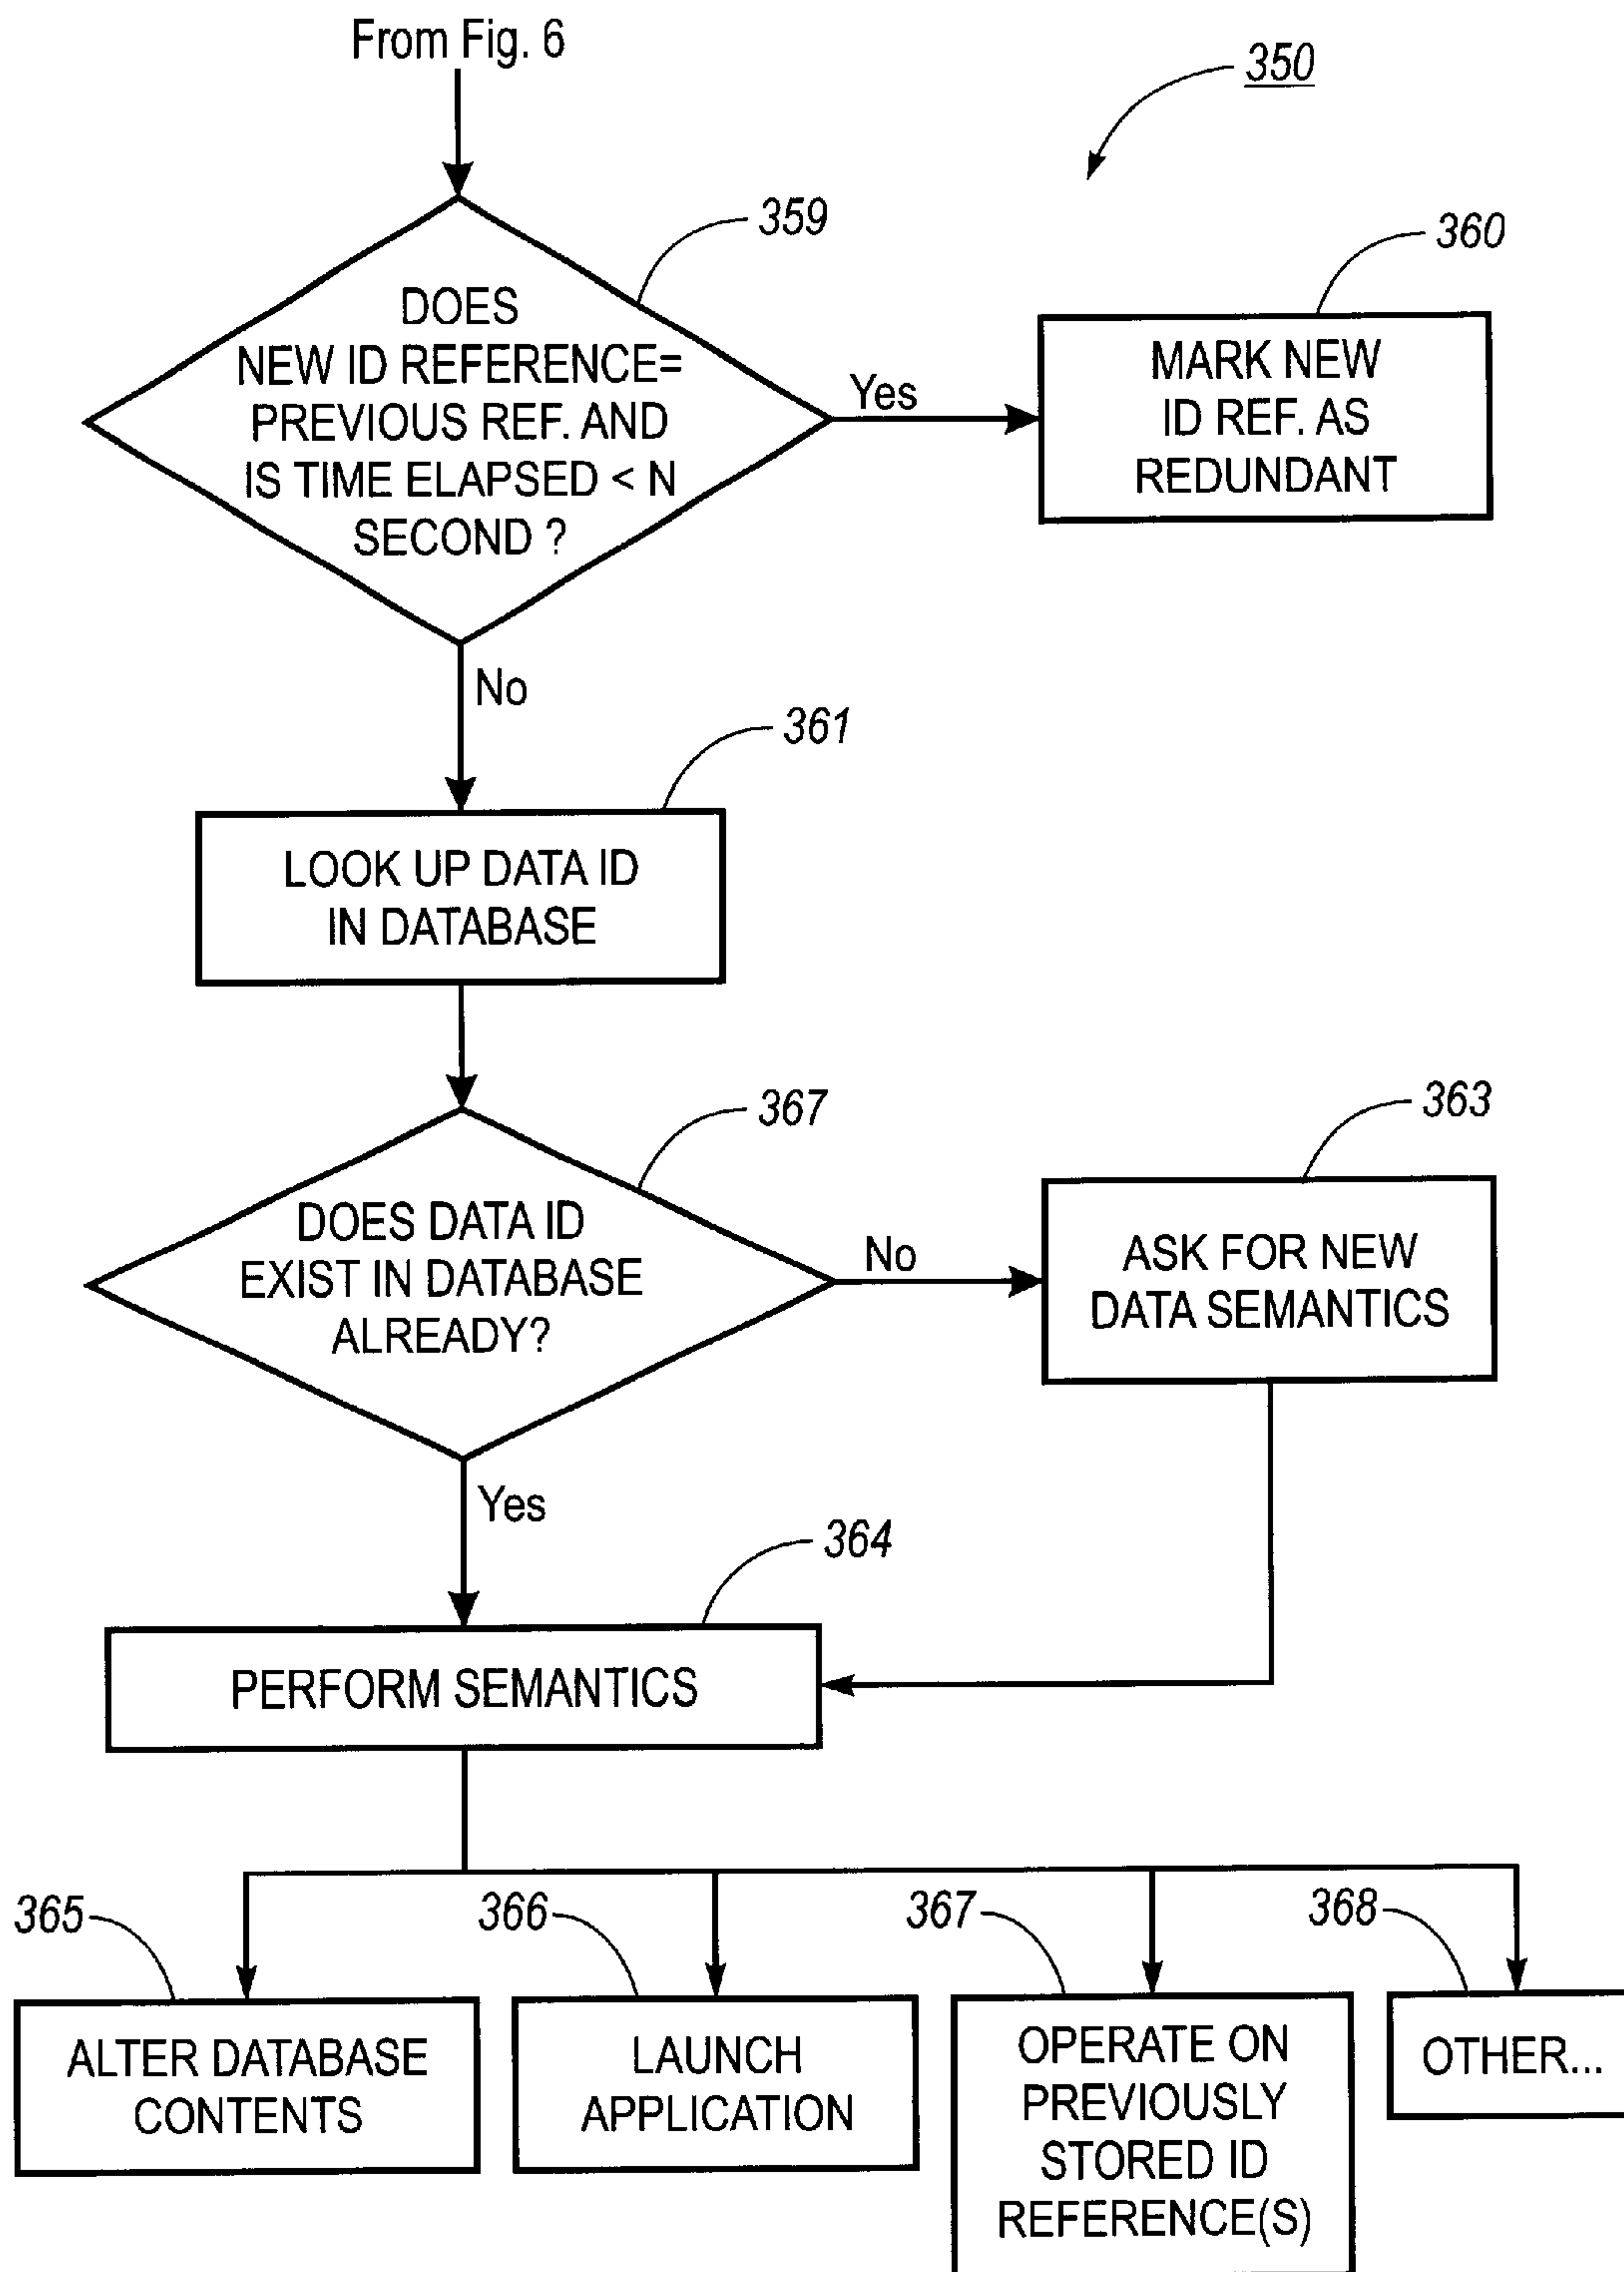 From Fig. 6
350
359
DOES
NEW ID REFERENCE=
PREVIOUS REF. AND
IS TIME ELAPSED < N
SECOND ?
Yes
360
MARK NEW
ID REF. AS
REDUNDANT
No
361
LOOK UP DATA ID
IN DATABASE
367
DOES DATA ID
EXIST IN DATABASE
ALREADY?
No
363
ASK FOR NEW
DATA SEMANTICS
Yes
364
PERFORM SEMANTICS
365
ALTER DATABASE
CONTENTS
366
LAUNCH
APPLICATION
367
OPERATE ON
PREVIOUSLY
STORED ID
REFERENCE(S)
368
OTHER...